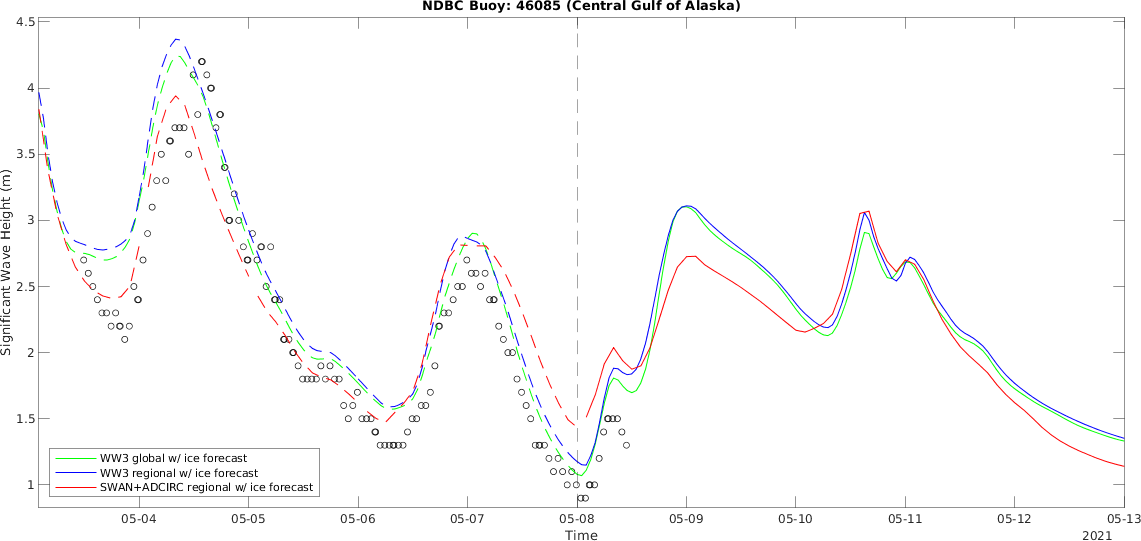 NDBC Buoy: 46085 (Central Gulf of Alaska)
4.5
4
3.5
3
2.5
2
1.5
1
Significant Wave Height (m)
WW3 global w/ ice forecast
WW3 regional w/ ice forecast
SWAN+ADCIRC regional w/ ice forecast
05-04 05-05 05-06 05-07 05-08 05-09 05-10 05-11 05-12 05-13
Time
2021